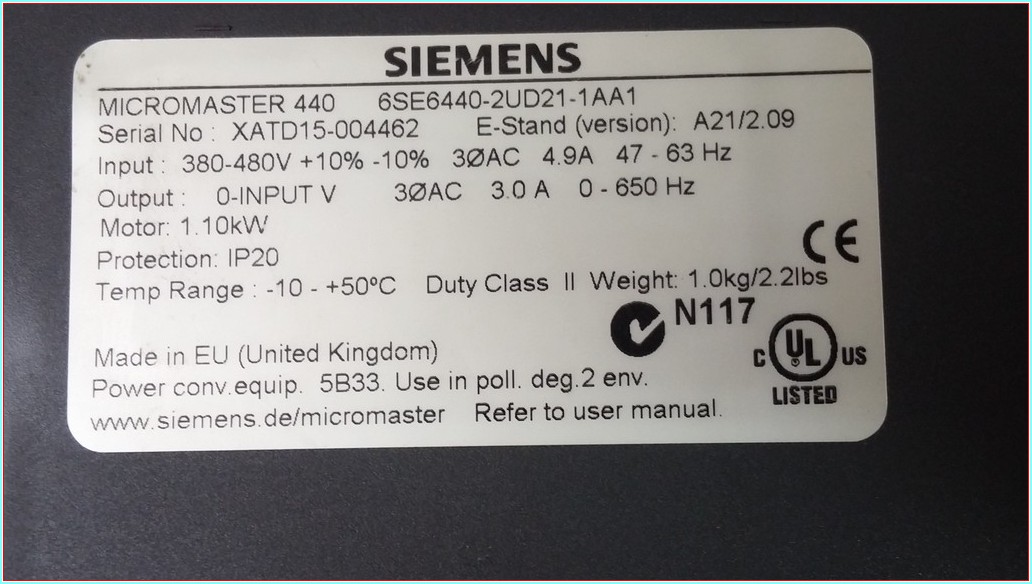 SIEMENS
MICROMASTER 440 6SE6440-2UD21-1AA1
Serial No : XATD15-004462 E-Stand (version): A21/2.09
Input : 380-480V +10% -10% 3ØAC 4.9A 47 - 63 Hz
Output : 0-INPUT V 3ØAC 3.0 A 0 - 650 Hz
Motor: 1.10kW
Protection: IP20
CE
Temp Range : -10 - +50ºC Duty Class II Weight: 1.0kg/2.2lbs
N117
Made in EU (United Kingdom)
C UL US
LISTED
Power conv.equip. 5B33. Use in poll. deg.2 env.
www.siemens.de/micromaster Refer to user manual.